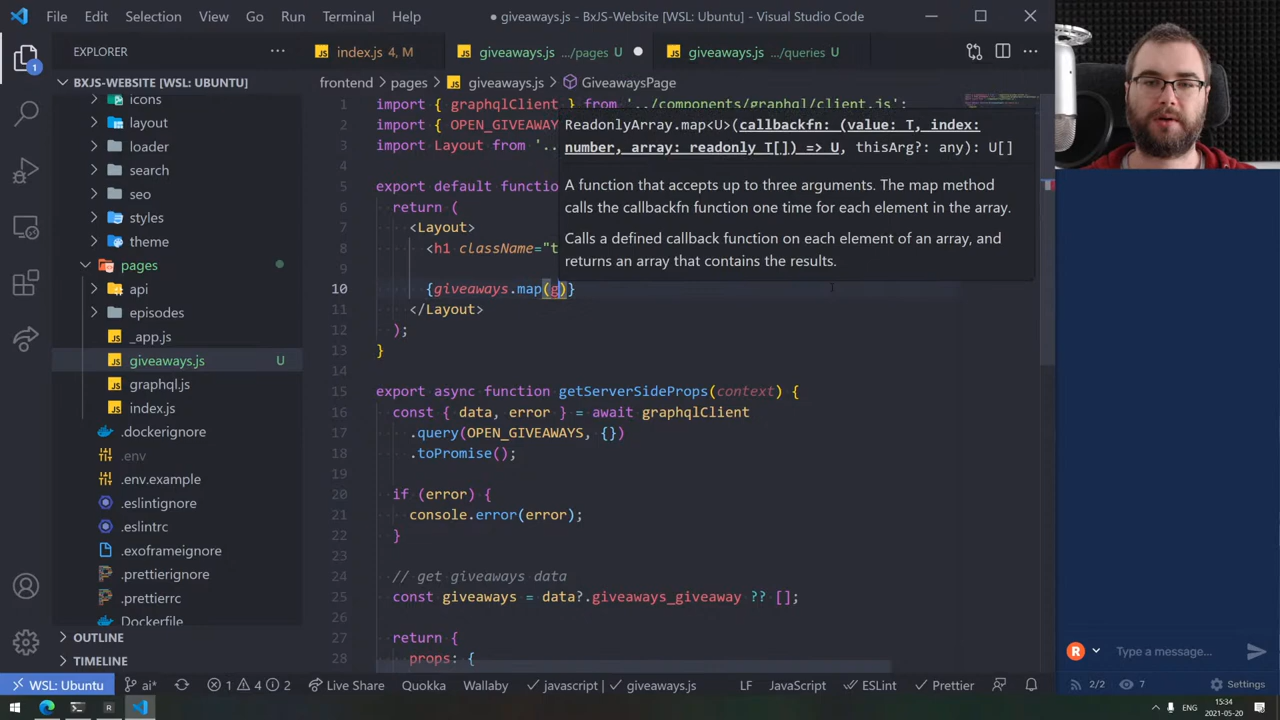 File Edit Selection View Go Run Terminal Help
● giveaways.js - BxJS-Website [WSL: Ubuntu] - Visual Studio Code
EXPLORER
index.js 4, M
giveaways.js .../pages U
giveaways.js .../queries U
BXJS-WEBSITE [WSL: UBUNTU]
icons
layout
loader
search
seo
styles
theme
pages
api
episodes
_app.js
giveaways.js U
graphql.js
index.js
.dockerignore
.env
.env.example
.eslintignore
.eslintrc
.exoframeignore
.prettierignore
.prettierrc
Dockerfile
OUTLINE
TIMELINE
1
frontend pages giveaways.js GiveawaysPage
1 import { graphqlClient } from '../components/graphql/client.js';
2 import { OPEN_GIVEAWA
3 import Layout from '..
4
5 export default functio
6 return (
7 <Layout>
8 <h1 className="t
9
10 {giveaways.map(g)}
11 </Layout>
12 );
13 }
14
15 export async function getServerSideProps(context) {
16 const { data, error } = await graphqlClient
17 .query(OPEN_GIVEAWAYS, {})
18 .toPromise();
19
20 if (error) {
21 console.error(error);
22 }
23
24 // get giveaways data
25 const giveaways = data?.giveaways_giveaway ?? [];
26
27 return {
28 props: {
ReadonlyArray.map<U>(callbackfn: (value: T, index:
number, array: readonly T[]) => U, thisArg?: any): U[]
A function that accepts up to three arguments. The map method
calls the callbackfn function one time for each element in the array.
Calls a defined callback function on each element of an array, and
returns an array that contains the results.
R Type a message...
2/2 7 Settings
WSL: Ubuntu ai* 1 4 2 Live Share Quokka Wallaby javascript | giveaways.js LF JavaScript ESLint Prettier
ENG 15:34
2021-05-20